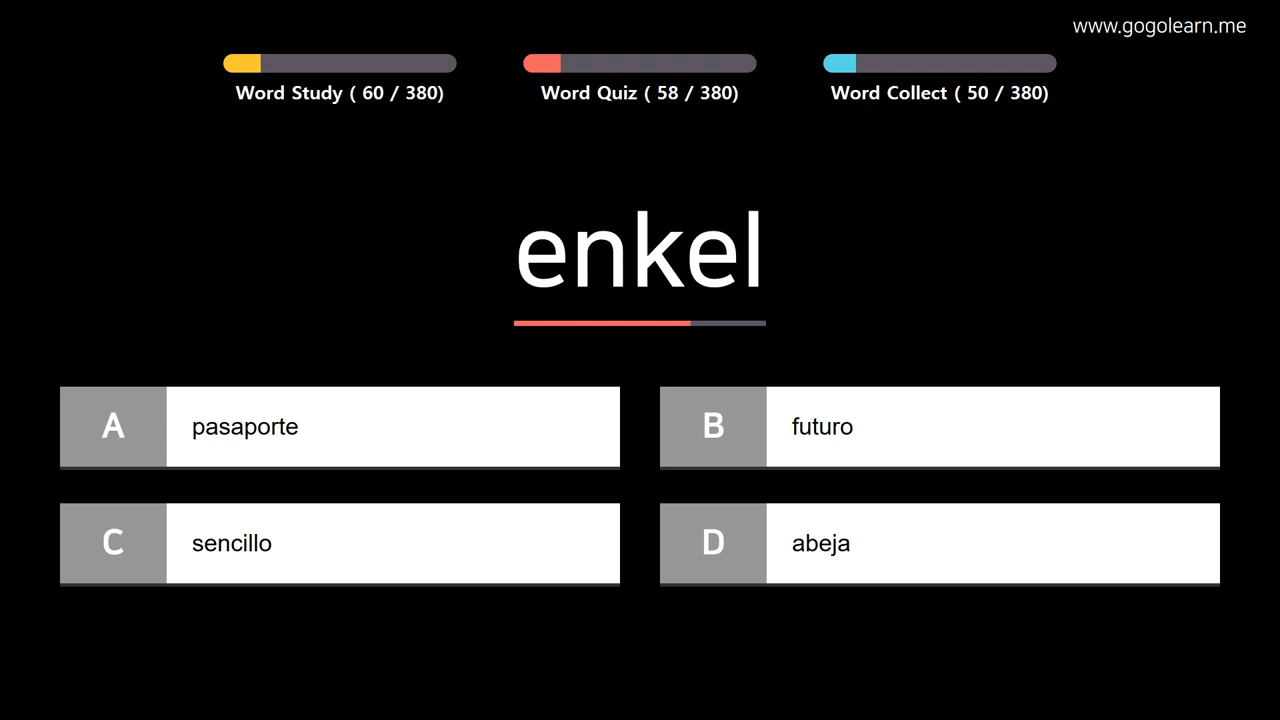 www.gogolearn.me
Word Study ( 60 / 380)
Word Quiz ( 58 / 380)
Word Collect ( 50 / 380)
enkel
A pasaporte
B futuro
C sencillo
D abeja